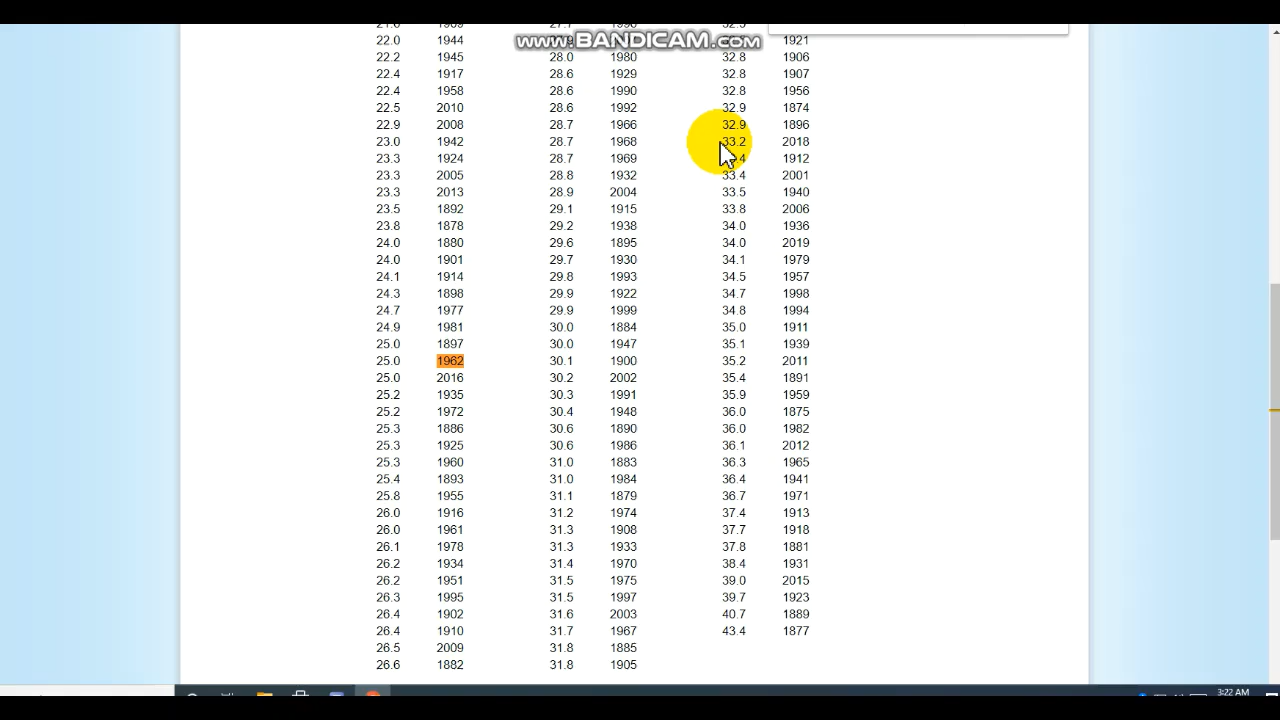 22.0 1944 1921
www.BANDICAM.com
22.2 1945 28.0 1980 32.8 1906
22.4 1917 28.6 1929 32.8 1907
22.4 1958 28.6 1990 32.8 1956
22.5 2010 28.6 1992 32.9 1874
22.9 2008 28.7 1966 32.9 1896
23.0 1942 28.7 1968 33.2 2018
23.3 1924 28.7 1969 1912
23.3 2005 28.8 1932 33.4 2001
23.3 2013 28.9 2004 33.5 1940
23.5 1892 29.1 1915 33.8 2006
23.8 1878 29.2 1938 34.0 1936
24.0 1880 29.6 1895 34.0 2019
24.0 1901 29.7 1930 34.1 1979
24.1 1914 29.8 1993 34.5 1957
24.3 1898 29.9 1922 34.7 1998
24.7 1977 29.9 1999 34.8 1994
24.9 1981 30.0 1884 35.0 1911
25.0 1897 30.0 1947 35.1 1939
25.0 1962 30.1 1900 35.2 2011
25.0 2016 30.2 2002 35.4 1891
25.2 1935 30.3 1991 35.9 1959
25.2 1972 30.4 1948 36.0 1875
25.3 1886 30.6 1890 36.0 1982
25.3 1925 30.6 1986 36.1 2012
25.3 1960 31.0 1883 36.3 1965
25.4 1893 31.0 1984 36.4 1941
25.8 1955 31.1 1879 36.7 1971
26.0 1916 31.2 1974 37.4 1913
26.0 1961 31.3 1908 37.7 1918
26.1 1978 31.3 1933 37.8 1881
26.2 1934 31.4 1970 38.4 1931
26.2 1951 31.5 1975 39.0 2015
26.3 1995 31.5 1997 39.7 1923
26.4 1902 31.6 2003 40.7 1889
26.4 1910 31.7 1967 43.4 1877
26.5 2009 31.8 1885
26.6 1882 31.8 1905
3:22 AM